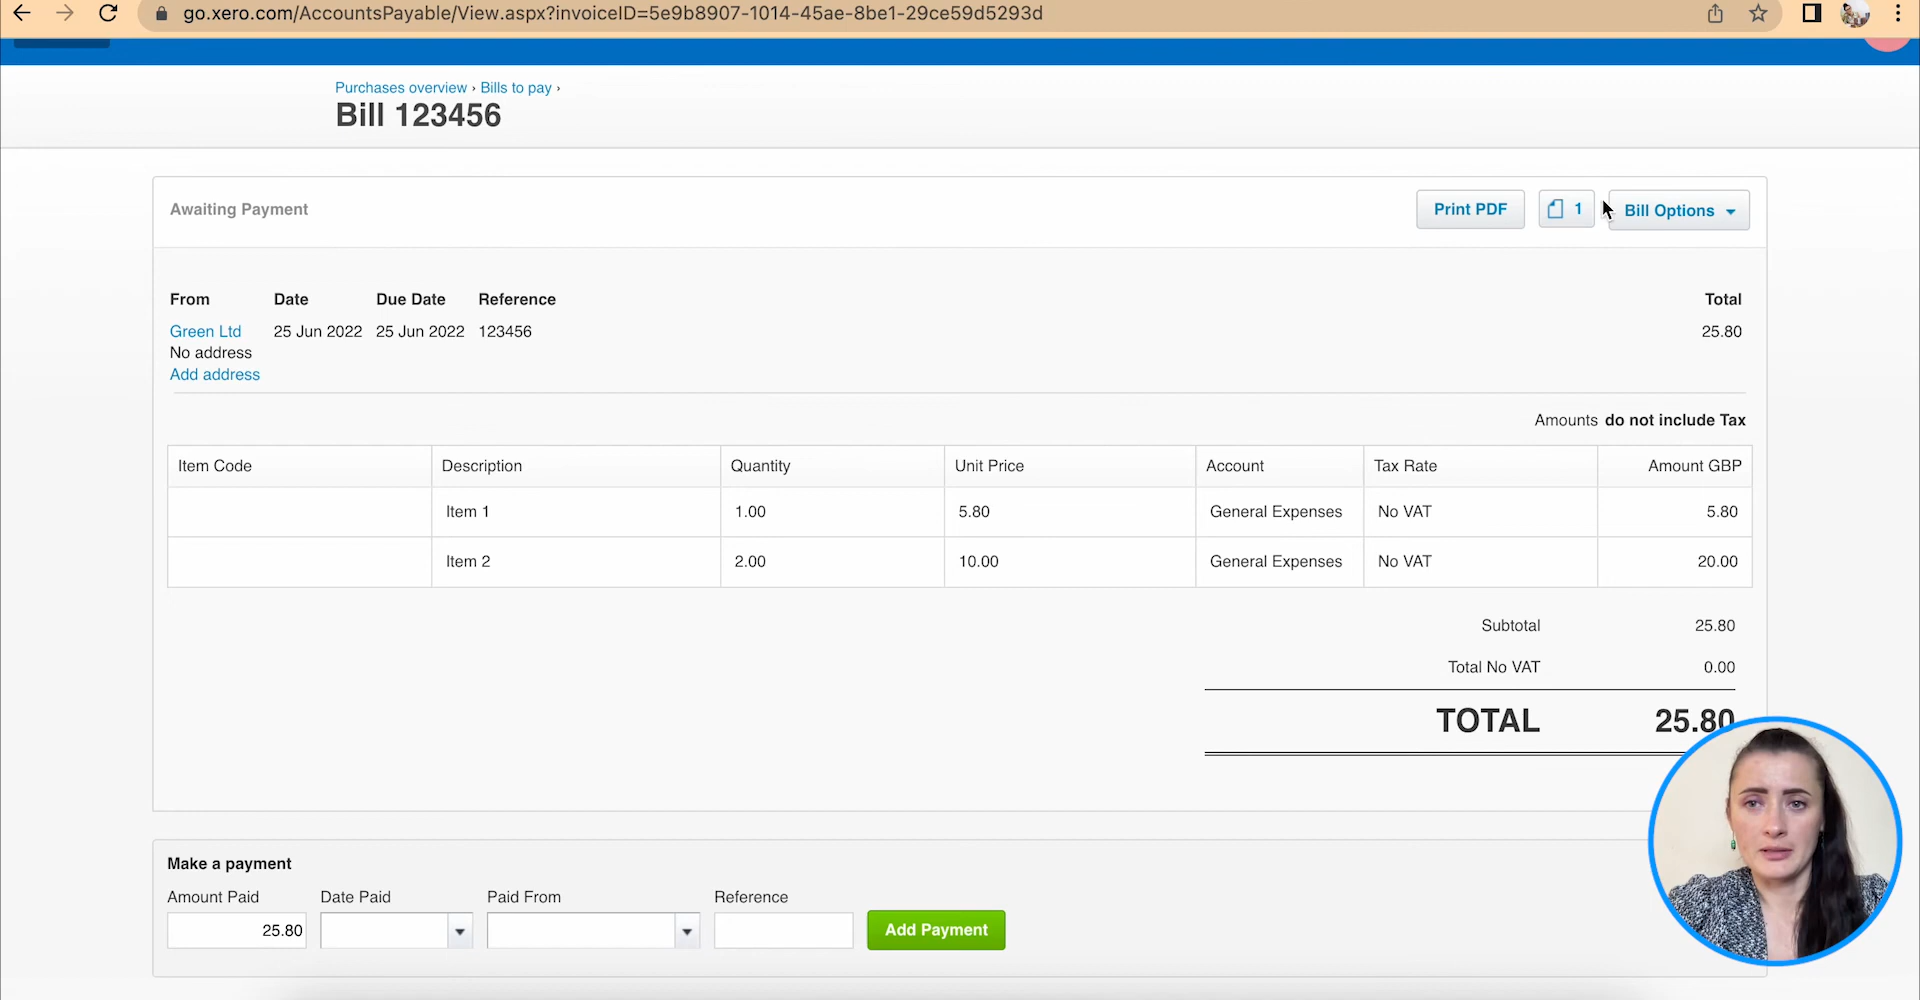 go.xero.com/AccountsPayable/View.aspx?invoiceID=5e9b8907-1014-45ae-8be1-29ce59d5293d
Purchases overview › Bills to pay ›
Bill 123456
Awaiting Payment
Print PDF
1
Bill Options
From Date Due Date Reference Total
Green Ltd 25 Jun 2022 25 Jun 2022 123456 25.80
No address
Add address
Amounts do not include Tax
Item Code Description Quantity Unit Price Account Tax Rate Amount GBP
Item 1 1.00 5.80 General Expenses No VAT 5.80
Item 2 2.00 10.00 General Expenses No VAT 20.00
Subtotal 25.80
Total No VAT 0.00
TOTAL 25.80
Make a payment
Amount Paid Date Paid Paid From Reference
25.80
Add Payment